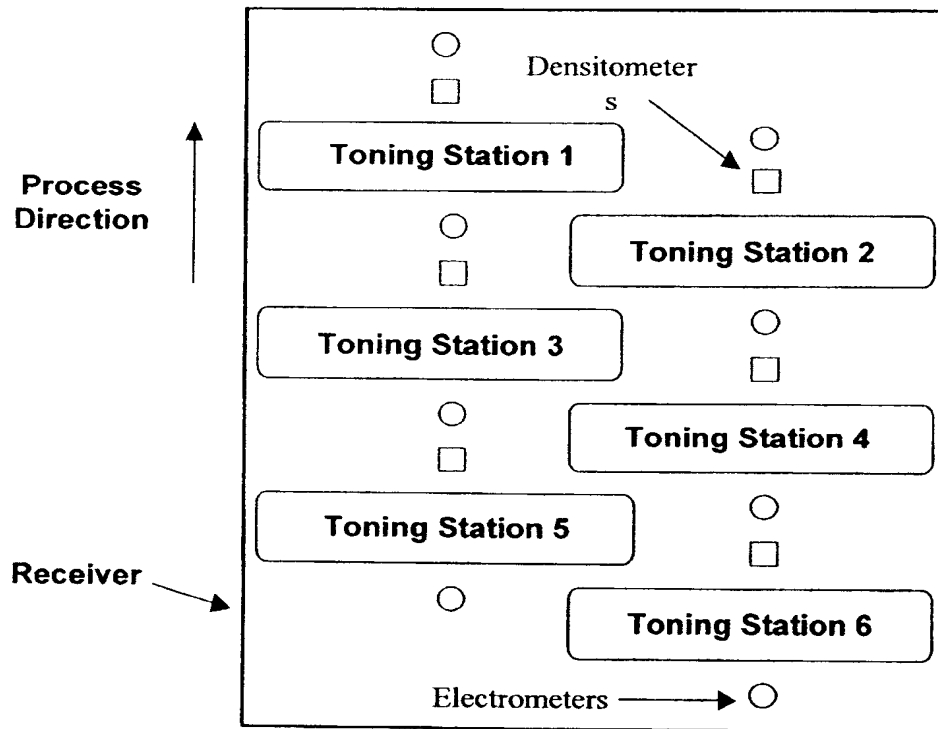 Densitometer
s
Toning Station 1
Process
Direction
Toning Station 2
Toning Station 3
Toning Station 4
Toning Station 5
Receiver
Toning Station 6
Electrometers